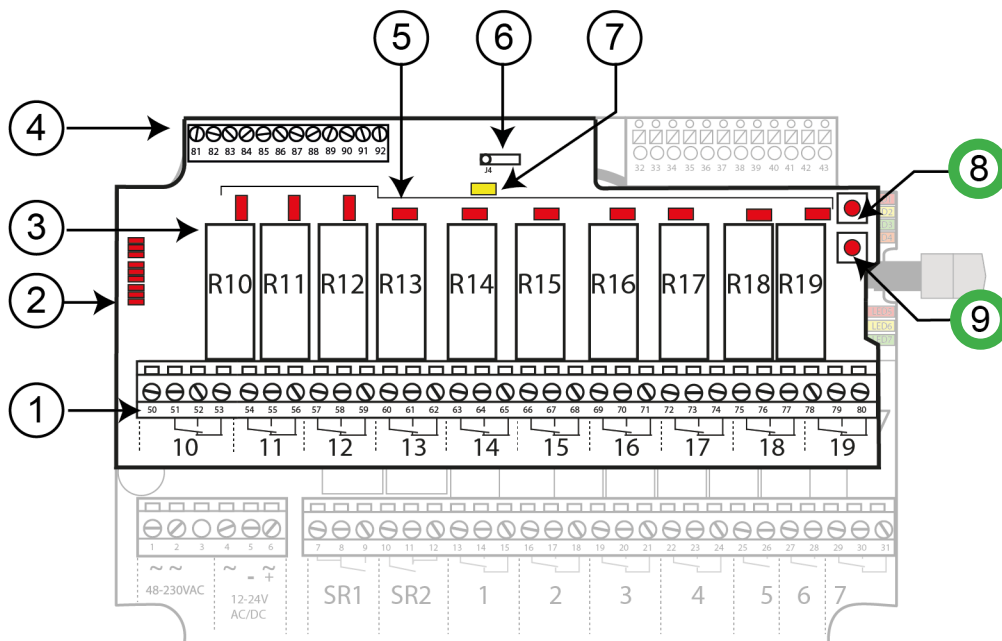 5 6 7
4
81 82 83 84 85 86 87 88 89 90 91 92
J4
32 33 34 35 36 37 38 39 40 41 42 43
8
3
R10 R11 R12 R13 R14 R15 R16 R17 R18 R19
2
9
LED6
1
50 51 52 53 54 55 56 57 58 59 60 61 62 63 64 65 66 67 68 69 70 71 72 73 74 75 76 77 78 79 80
10 11 12 13 14 15 16 17 18 19
1 2 3 4 5 6 7 8 9 10 11 12 13 14 15 16 17 18 19 20 21 22 23 24 25 26 27 28 29 30 31
~ ~ ~ - ~ +
48-230VAC
12-24V
AC/DC
SR1 SR2 1 2 3 4 5 6 7